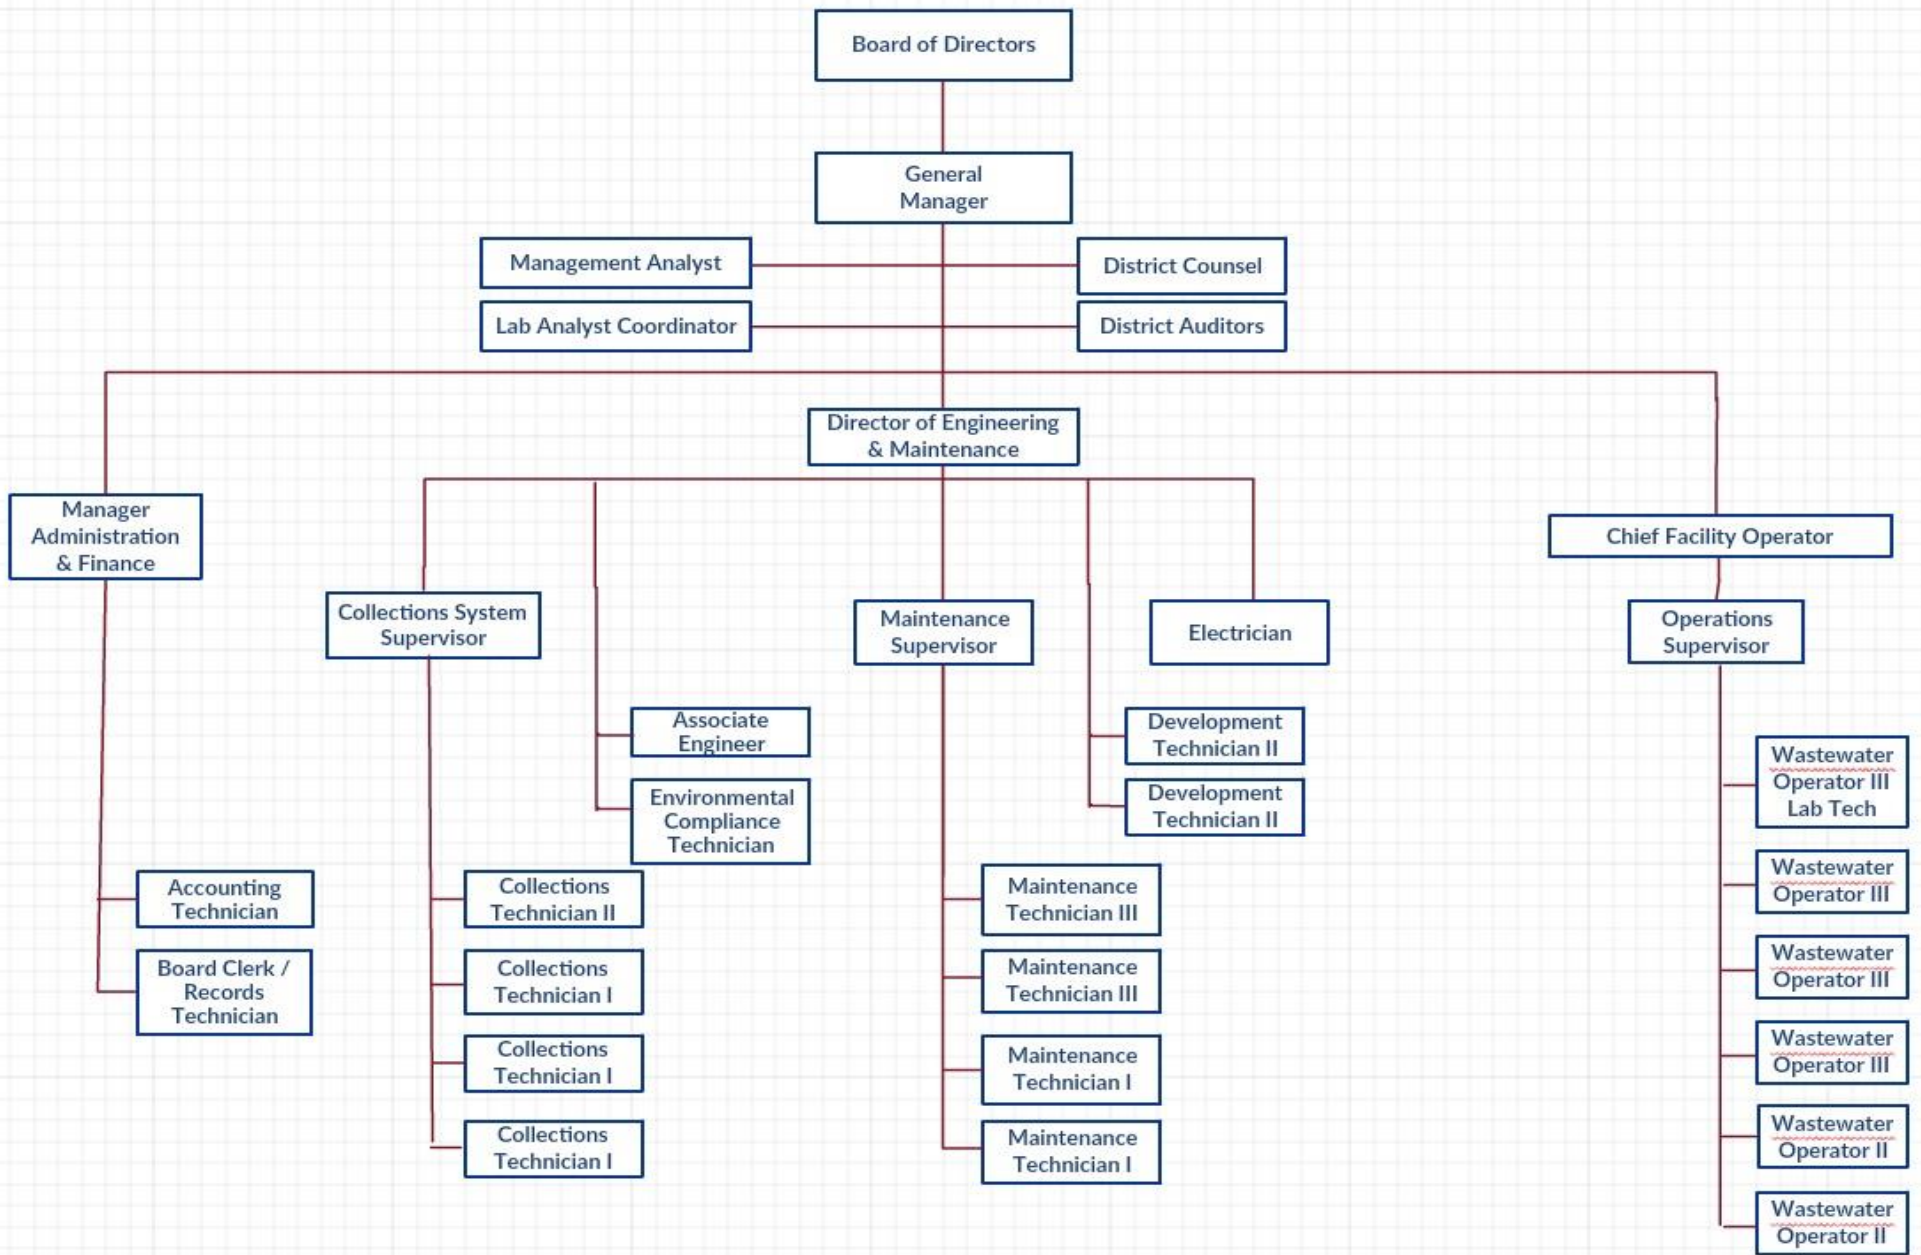 Board of Directors
General
Manager
Management Analyst
District Counsel
Lab Analyst Coordinator
District Auditors
Director of Engineering
& Maintenance
Manager
Administration
& Finance
Chief Facility Operator
Collections System
Supervisor
Maintenance
Supervisor
Electrician
Operations
Supervisor
Associate
Engineer
Environmental
Compliance
Technician
Development
Technician II
Development
Technician II
Accounting
Technician
Board Clerk /
Records
Technician
Collections
Technician II
Collections
Technician I
Collections
Technician I
Collections
Technician I
Maintenance
Technician III
Maintenance
Technician III
Maintenance
Technician I
Maintenance
Technician I
Wastewater
Operator III
Lab Tech
Wastewater
Operator III
Wastewater
Operator III
Wastewater
Operator III
Wastewater
Operator II
Wastewater
Operator II